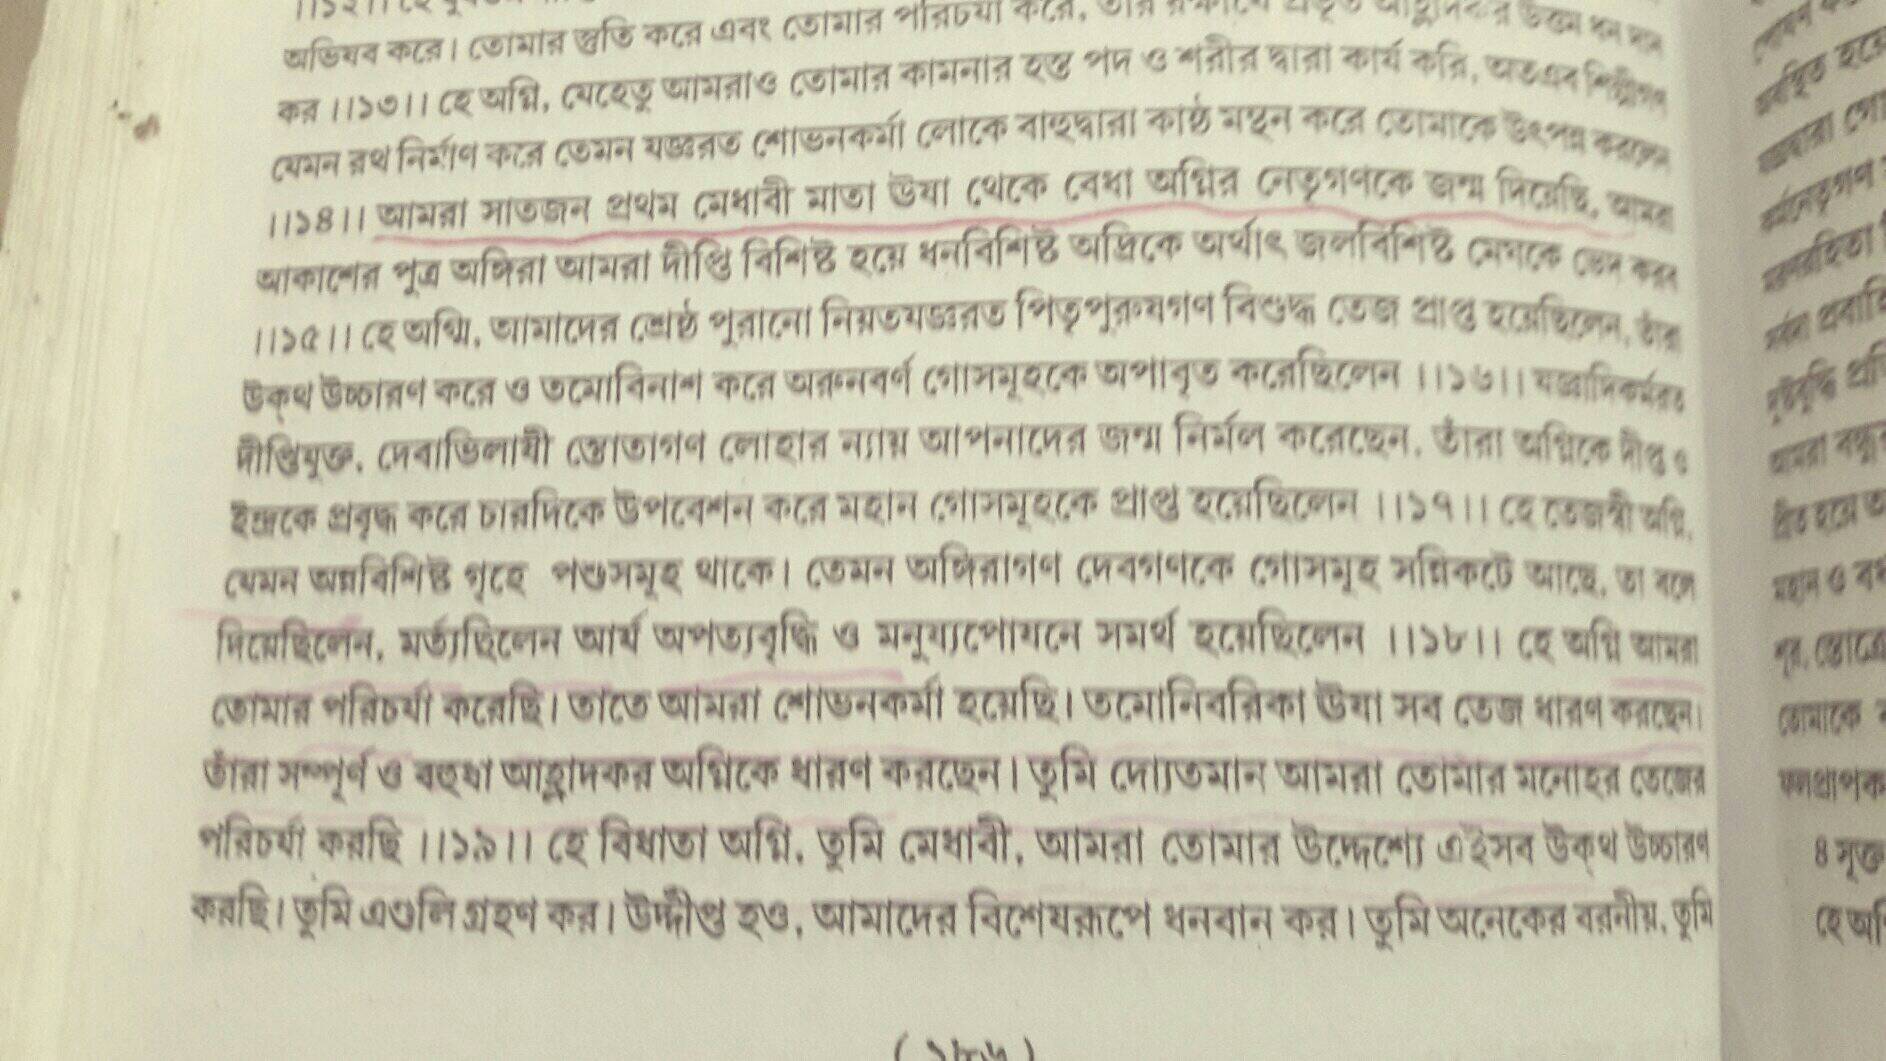 অভিষব করে। তোমার স্তুতি করে এবং তোমার পরিচর্যা করে, তার
কর।।১৩।। হে অগ্নি, যেহেতু আমরাও তোমার কামনার হস্ত পদ ও শরীর দ্বারা কার্য করি, অতএব শিল্পীগণ
যেমন রথ নির্মাণ করে তেমন যজ্ঞরত শোভনকর্মা লোকে বাহুদ্বারা কাষ্ঠ মন্থন করে তোমাকে উৎপন্ন করলেন
।।১৪।। আমরা সাতজন প্রথম মেধাবী মাতা ঊষা থেকে বেধা অগ্নির নেতৃগণকে জন্ম দিয়েছি, আমরা
আকাশের পুত্র অঙ্গিরা আমরা দীপ্তি বিশিষ্ট হয়ে ধনবিশিষ্ট অদ্রিকে অর্থাৎ জলবিশিষ্ট মেঘকে ভেদ করব
।।১৫।। হে অগ্নি, আমাদের শ্রেষ্ঠ পুরানো নিয়তযজ্ঞরত পিতৃপুরুষগণ বিশুদ্ধ তেজ প্রাপ্ত হয়েছিলেন, তাঁরা
উক্‌থ উচ্চারণ করে ও তমোবিনাশ করে অরুনবর্ণ গোসমূহকে অপাবৃত করেছিলেন ।।১৬।। যজ্ঞাদিকর্মরত
দীপ্তিযুক্ত, দেবাভিলাষী স্তোতাগণ লোহার ন্যায় আপনাদের জন্ম নির্মল করেছেন, তাঁরা অগ্নিকে দীপ্ত ও
ইন্দ্রকে প্রবৃদ্ধ করে চারদিকে উপবেশন করে মহান গোসমূহকে প্রাপ্ত হয়েছিলেন ।।১৭।। হে তেজস্বী অগ্নি,
যেমন অন্নবিশিষ্ট গৃহে পশুসমূহ থাকে। তেমন অঙ্গিরাগণ দেবগণকে গোসমূহ সন্নিকটে আছে, তা বলে
দিয়েছিলেন, মর্ত্যছিলেন আর্য অপত্যবৃদ্ধি ও মনুষ্যপোষনে সমর্থ হয়েছিলেন ।।১৮।। হে অগ্নি আমরা
তোমার পরিচর্যা করেছি। তাতে আমরা শোভনকর্মা হয়েছি। তমোনিবরিকা ঊষা সব তেজ ধারণ করছেন।
তাঁরা সম্পূর্ণ ও বহুধা আহ্লাদকর অগ্নিকে ধারণ করছেন। তুমি দ্যোতমান আমরা তোমার মনোহর তেজের
পরিচর্যা করছি ।।১৯।। হে বিধাতা অগ্নি, তুমি মেধাবী, আমরা তোমার উদ্দেশ্যে এইসব উক্‌থ উচ্চারণ
করছি। তুমি এগুলি গ্রহণ কর। উদ্দীপ্ত হও, আমাদের বিশেষরূপে ধনবান কর। তুমি অনেকের বরনীয়, তুমি
(১৮৬)
মহান ও
তোমাকে
৪ সূক্ত
হে অগ্নি